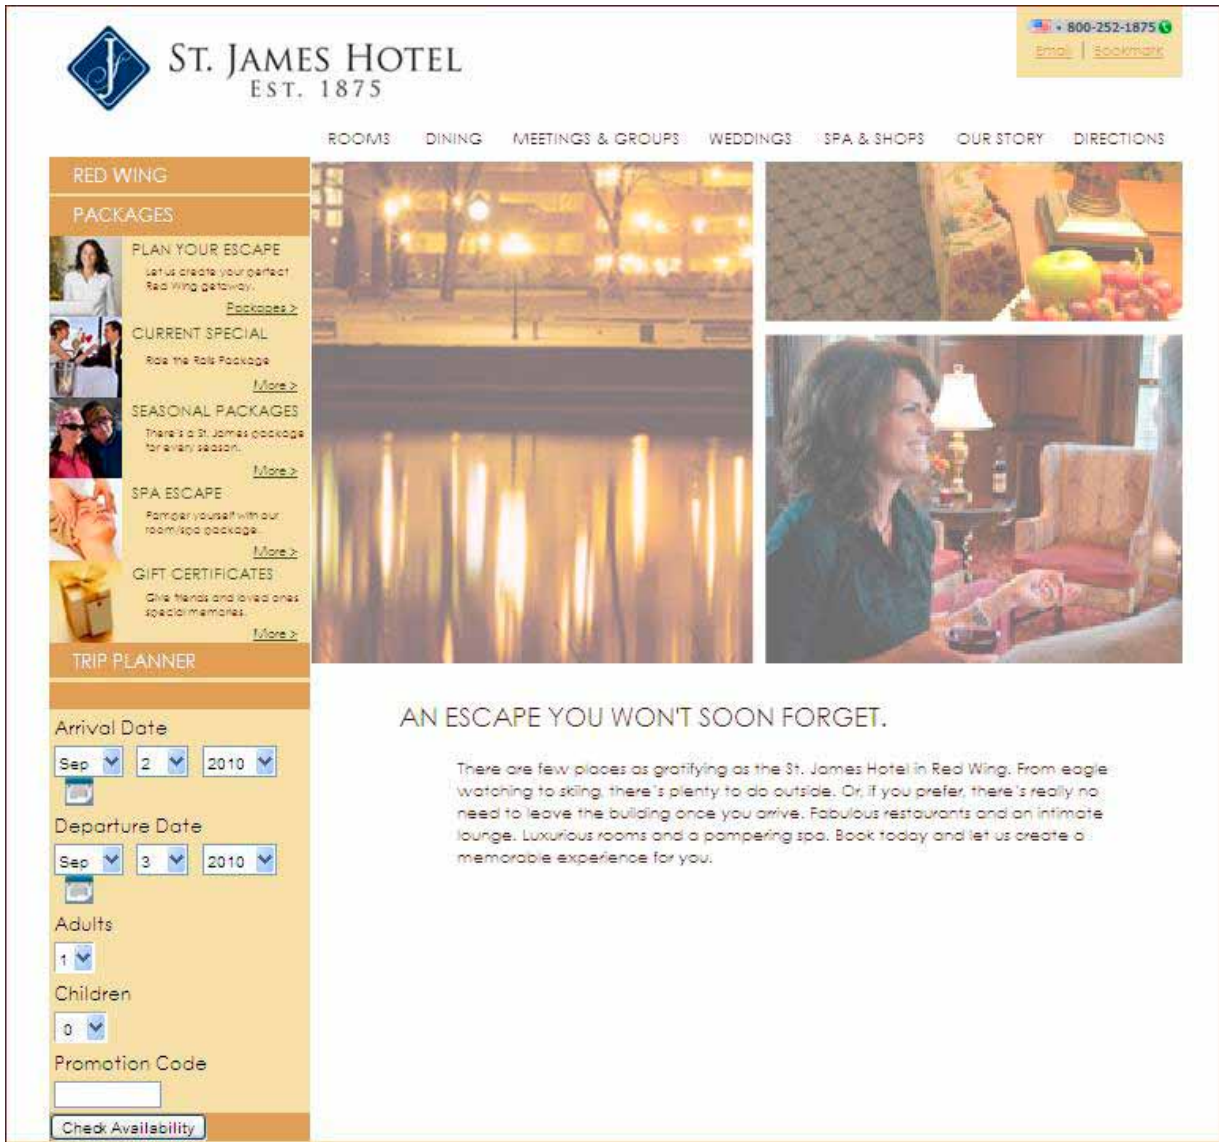 ST. JAMES HOTEL
EST. 1875
800-252-1875
Email | Bookmark
ROOMS DINING MEETINGS & GROUPS WEDDINGS SPA & SHOPS OUR STORY DIRECTIONS
RED WING
PACKAGES
PLAN YOUR ESCAPE
Let us create your perfect
Red Wing getaway.
Packages >
CURRENT SPECIAL
Ride the Rails Package
More >
SEASONAL PACKAGES
There's a St. James package
for every season.
More >
SPA ESCAPE
Pamper yourself with our
room/spa package.
More >
GIFT CERTIFICATES
Give friends and loved ones
special memories.
More >
TRIP PLANNER
Arrival Date
Sep 2 2010
Departure Date
Sep 3 2010
Adults
1
Children
0
Promotion Code
Check Availability
AN ESCAPE YOU WON'T SOON FORGET.
There are few places as gratifying as the St. James Hotel in Red Wing. From eagle
watching to skiing, there's plenty to do outside. Or, if you prefer, there's really no
need to leave the building once you arrive. Fabulous restaurants and an intimate
lounge. Luxurious rooms and a pampering spa. Book today and let us create a
memorable experience for you.